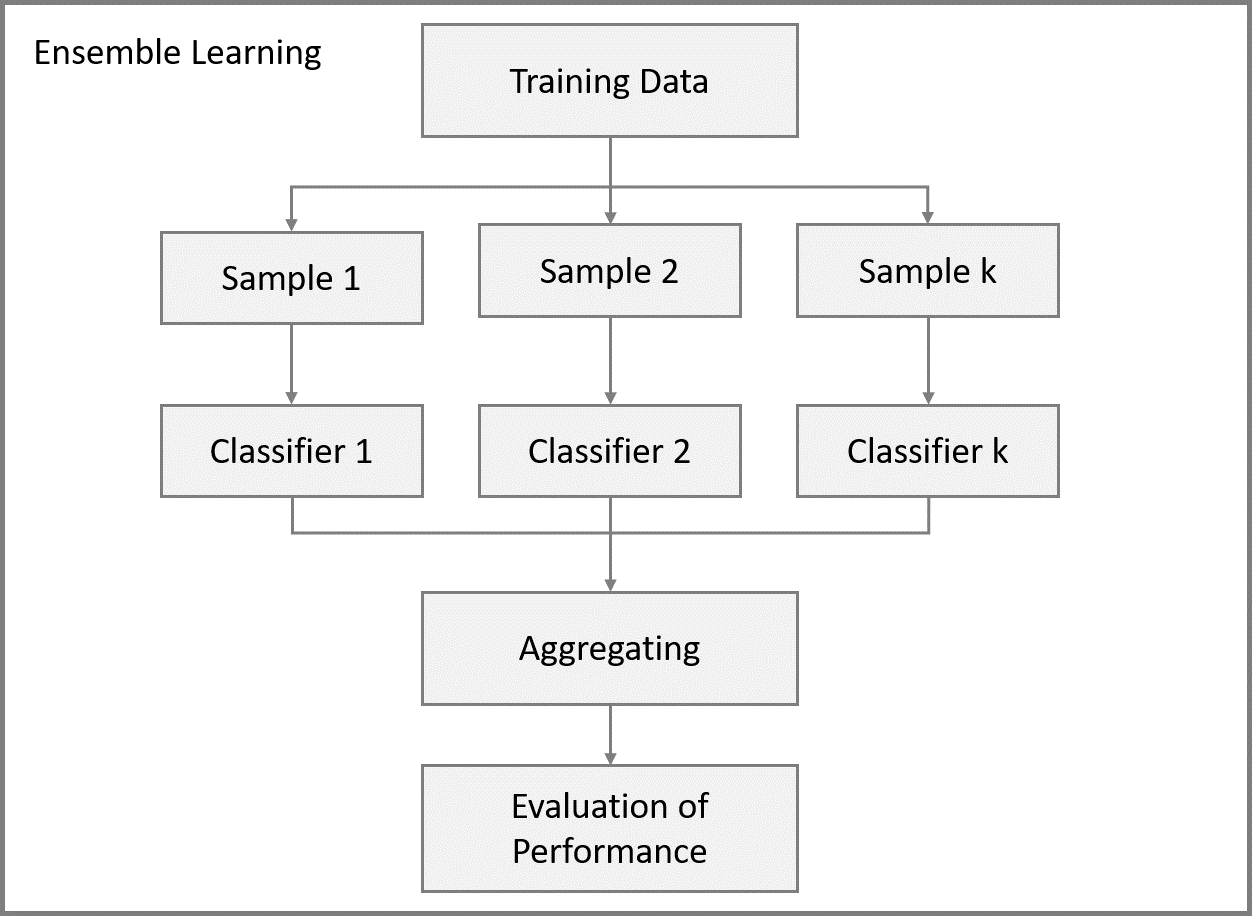 Ensemble Learning
Training Data
Sample 1
Sample 2
Sample k
Classifier 1
Classifier 2
Classifier k
Aggregating
Evaluation of
Performance